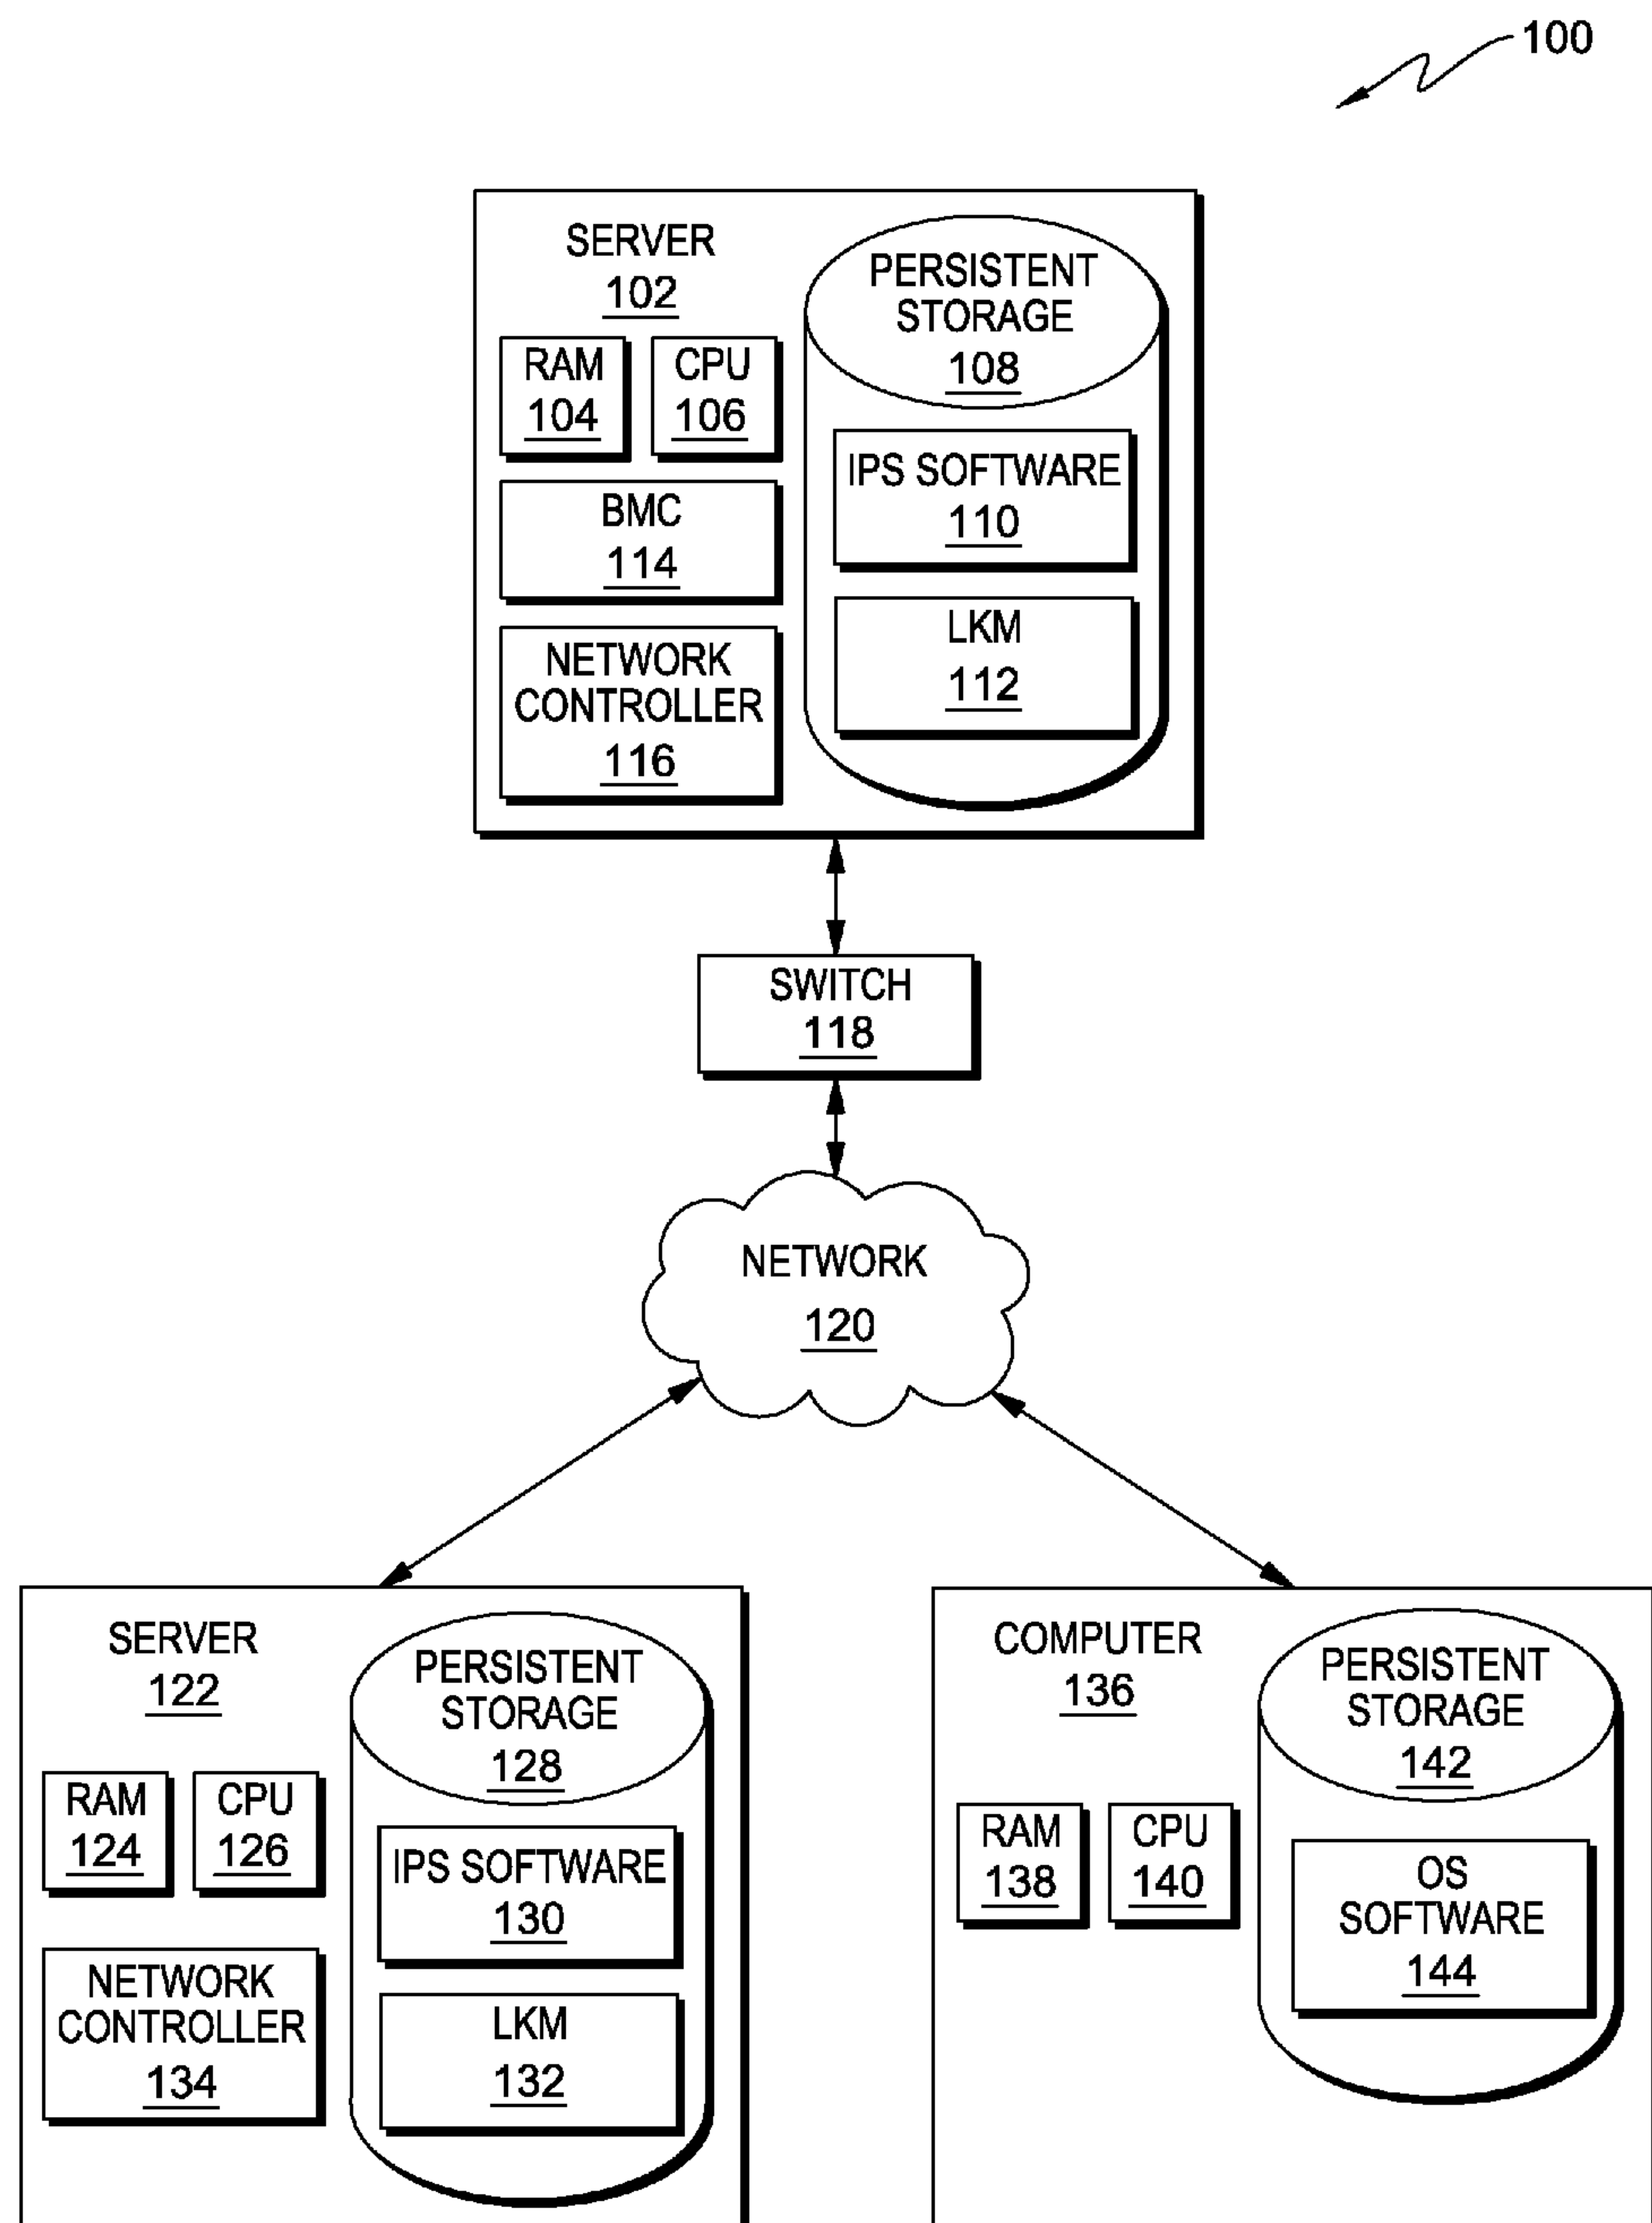 100
SERVER
102
PERSISTENT
STORAGE
108
RAM
104
CPU
106
IPS SOFTWARE
110
BMC
114
LKM
112
NETWORK
CONTROLLER
116
SWITCH
118
NETWORK
120
SERVER
122
PERSISTENT
STORAGE
128
RAM
124
CPU
126
IPS SOFTWARE
130
NETWORK
CONTROLLER
134
LKM
132
COMPUTER
136
PERSISTENT
STORAGE
142
RAM
138
CPU
140
OS
SOFTWARE
144